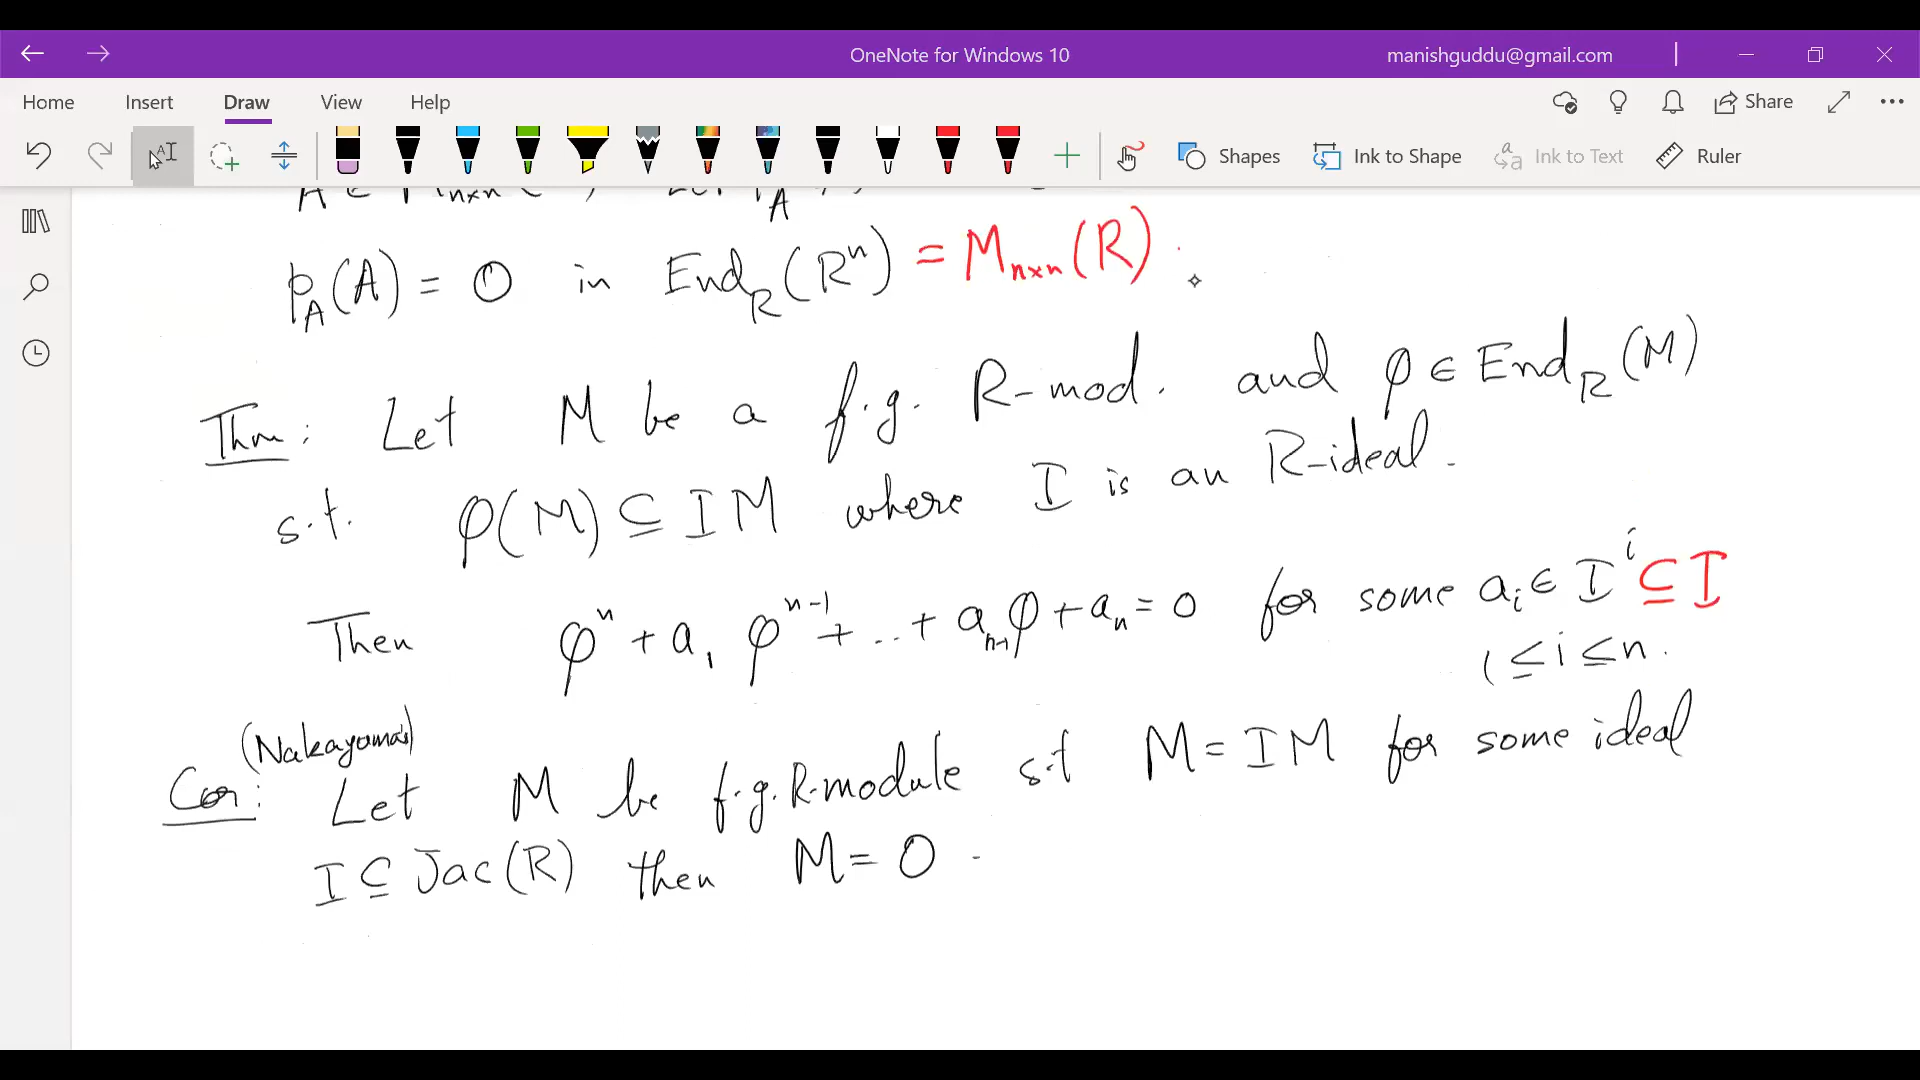 OneNote for Windows 10
manishguddu@gmail.com
Home Insert Draw View Help
Share
Shapes Ink to Shape Ink to Text Ruler
p_A(A) = 0 in End_R(R^n) = M_{n×n}(R).
Thm: Let M be a f.g. R-mod. and φ ∈ End_R(M)
s.t. φ(M) ⊆ IM where I is an R-ideal.
Then φ^n + a_1 φ^{n-1} + ... + a_{n-1}φ + a_n = 0 for some a_i ∈ I^i ⊆ I
1 ≤ i ≤ n.
(Nakayama's)
Cor: Let M be f.g. R-module s.t M = IM for some ideal
I ⊆ Jac(R) then M = 0.